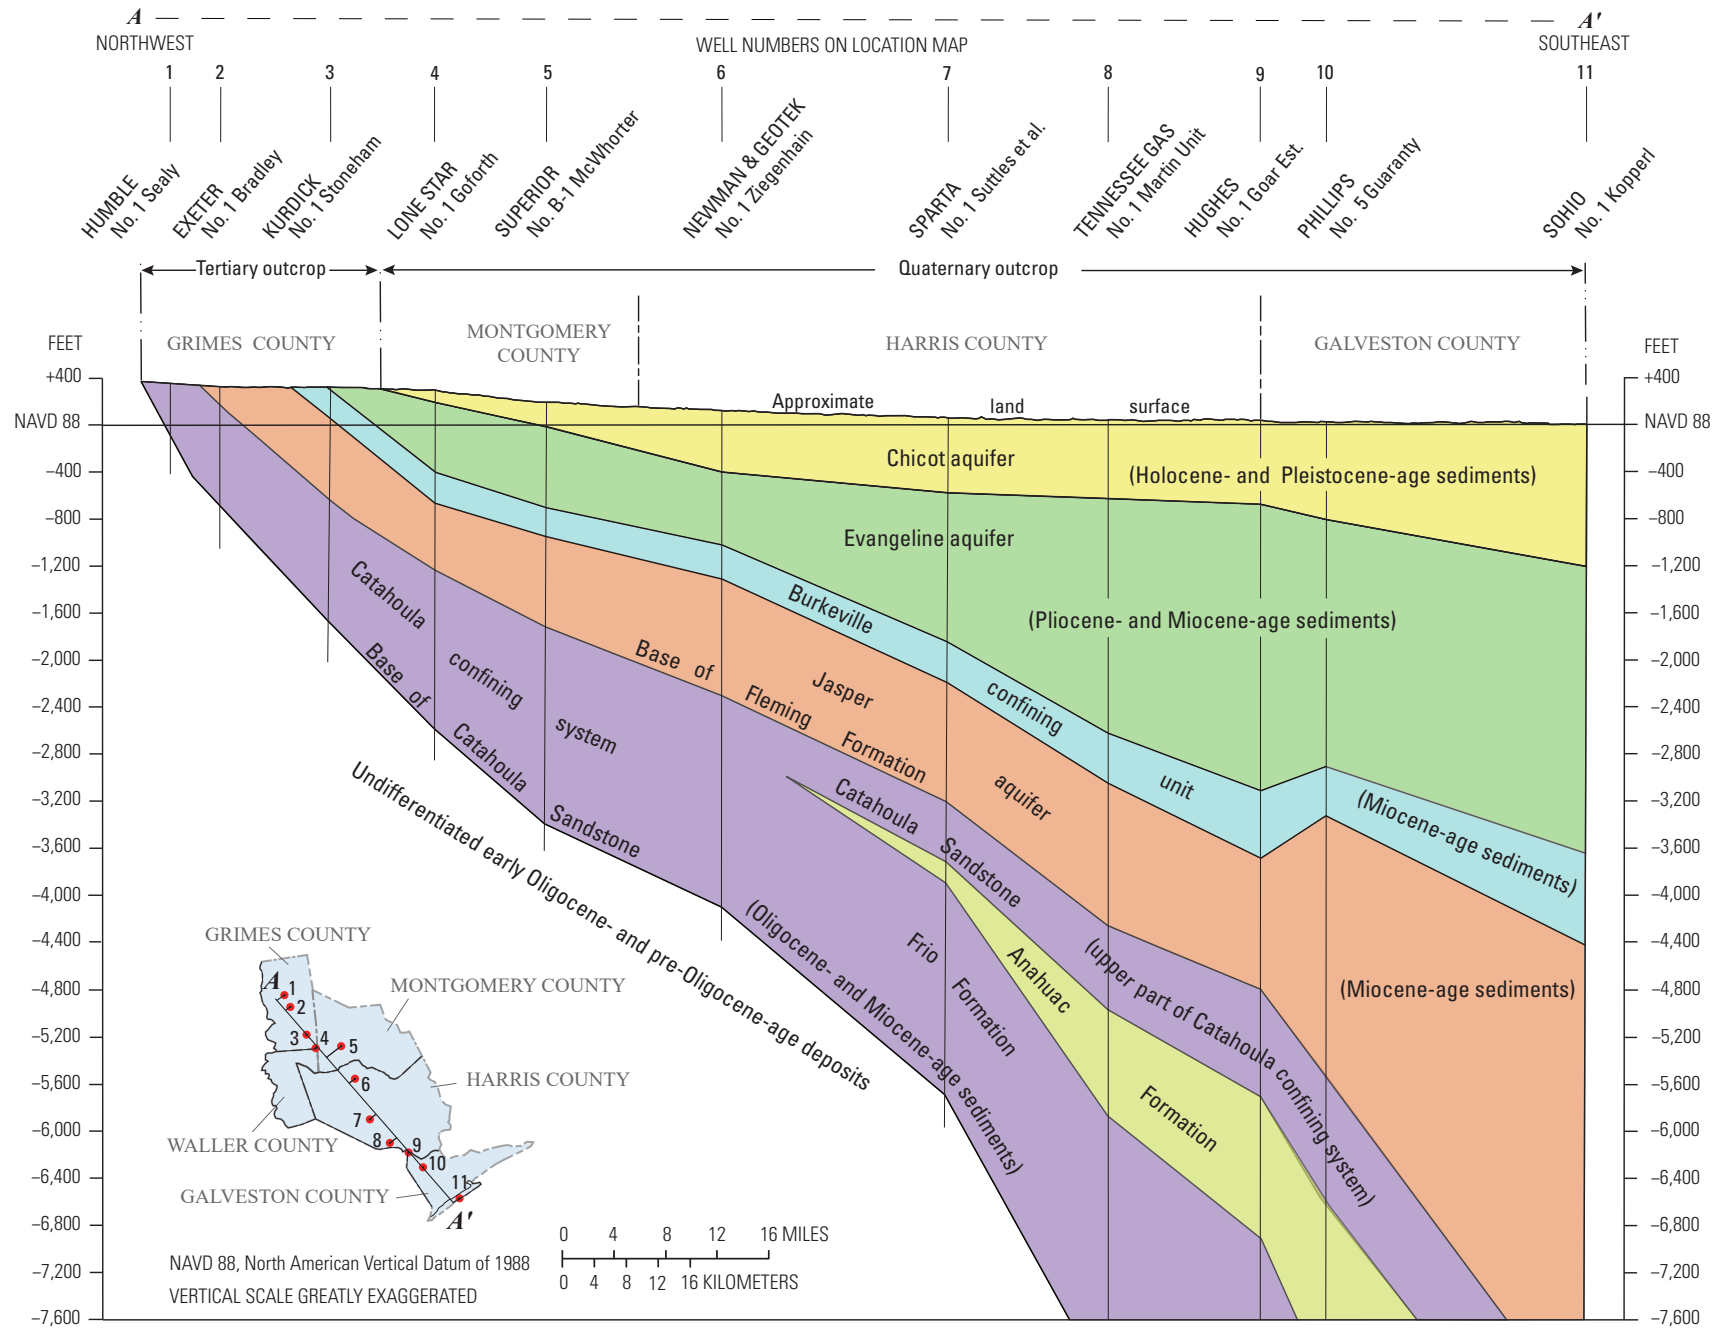 A
A'
NORTHWEST
WELL NUMBERS ON LOCATION MAP
SOUTHEAST
1
2
3
4
5
6
7
8
9
10
11
HUMBLE
No. 1 Sealy
EXETER
No. 1 Bradley
KURDICK
No. 1 Stoneham
LONE STAR
No. 1 Goforth
SUPERIOR
No. B-1 McWhorter
NEWMAN & GEOTEK
No. 1 Ziegenhain
SPARTA
No. 1 Suttles et al.
TENNESSEE GAS
No. 1 Martin Unit
HUGHES
No. 1 Goar Est.
PHILLIPS
No. 5 Guaranty
SOHIO
No. 1 Kopperl
Tertiary outcrop
Quaternary outcrop
GRIMES COUNTY
MONTGOMERY
COUNTY
HARRIS COUNTY
GALVESTON COUNTY
FEET
+400
NAVD 88
–400
–800
–1,200
–1,600
–2,000
–2,400
–2,800
–3,200
–3,600
–4,000
–4,400
–4,800
–5,200
–5,600
–6,000
–6,400
–6,800
–7,200
–7,600
FEET
+400
NAVD 88
–400
–800
–1,200
–1,600
–2,000
–2,400
–2,800
–3,200
–3,600
–4,000
–4,400
–4,800
–5,200
–5,600
–6,000
–6,400
–6,800
–7,200
–7,600
Approximate land surface
Chicot aquifer
(Holocene- and Pleistocene-age sediments)
Evangeline aquifer
(Pliocene- and Miocene-age sediments)
Burkeville confining unit (Miocene-age sediments)
Jasper aquifer
(Miocene-age sediments)
Base of Fleming Formation
Catahoula confining system
(Oligocene- and Miocene-age sediments)
Base of Catahoula Sandstone
Catahoula Sandstone (upper part of Catahoula confining system)
Frio Formation
Anahuac Formation
Undifferentiated early Oligocene- and pre-Oligocene-age deposits
GRIMES COUNTY
MONTGOMERY COUNTY
HARRIS COUNTY
WALLER COUNTY
GALVESTON COUNTY
A
1
2
3
4
5
6
7
8
9
10
11
A'
0 4 8 12 16 MILES
0 4 8 12 16 KILOMETERS
NAVD 88, North American Vertical Datum of 1988
VERTICAL SCALE GREATLY EXAGGERATED